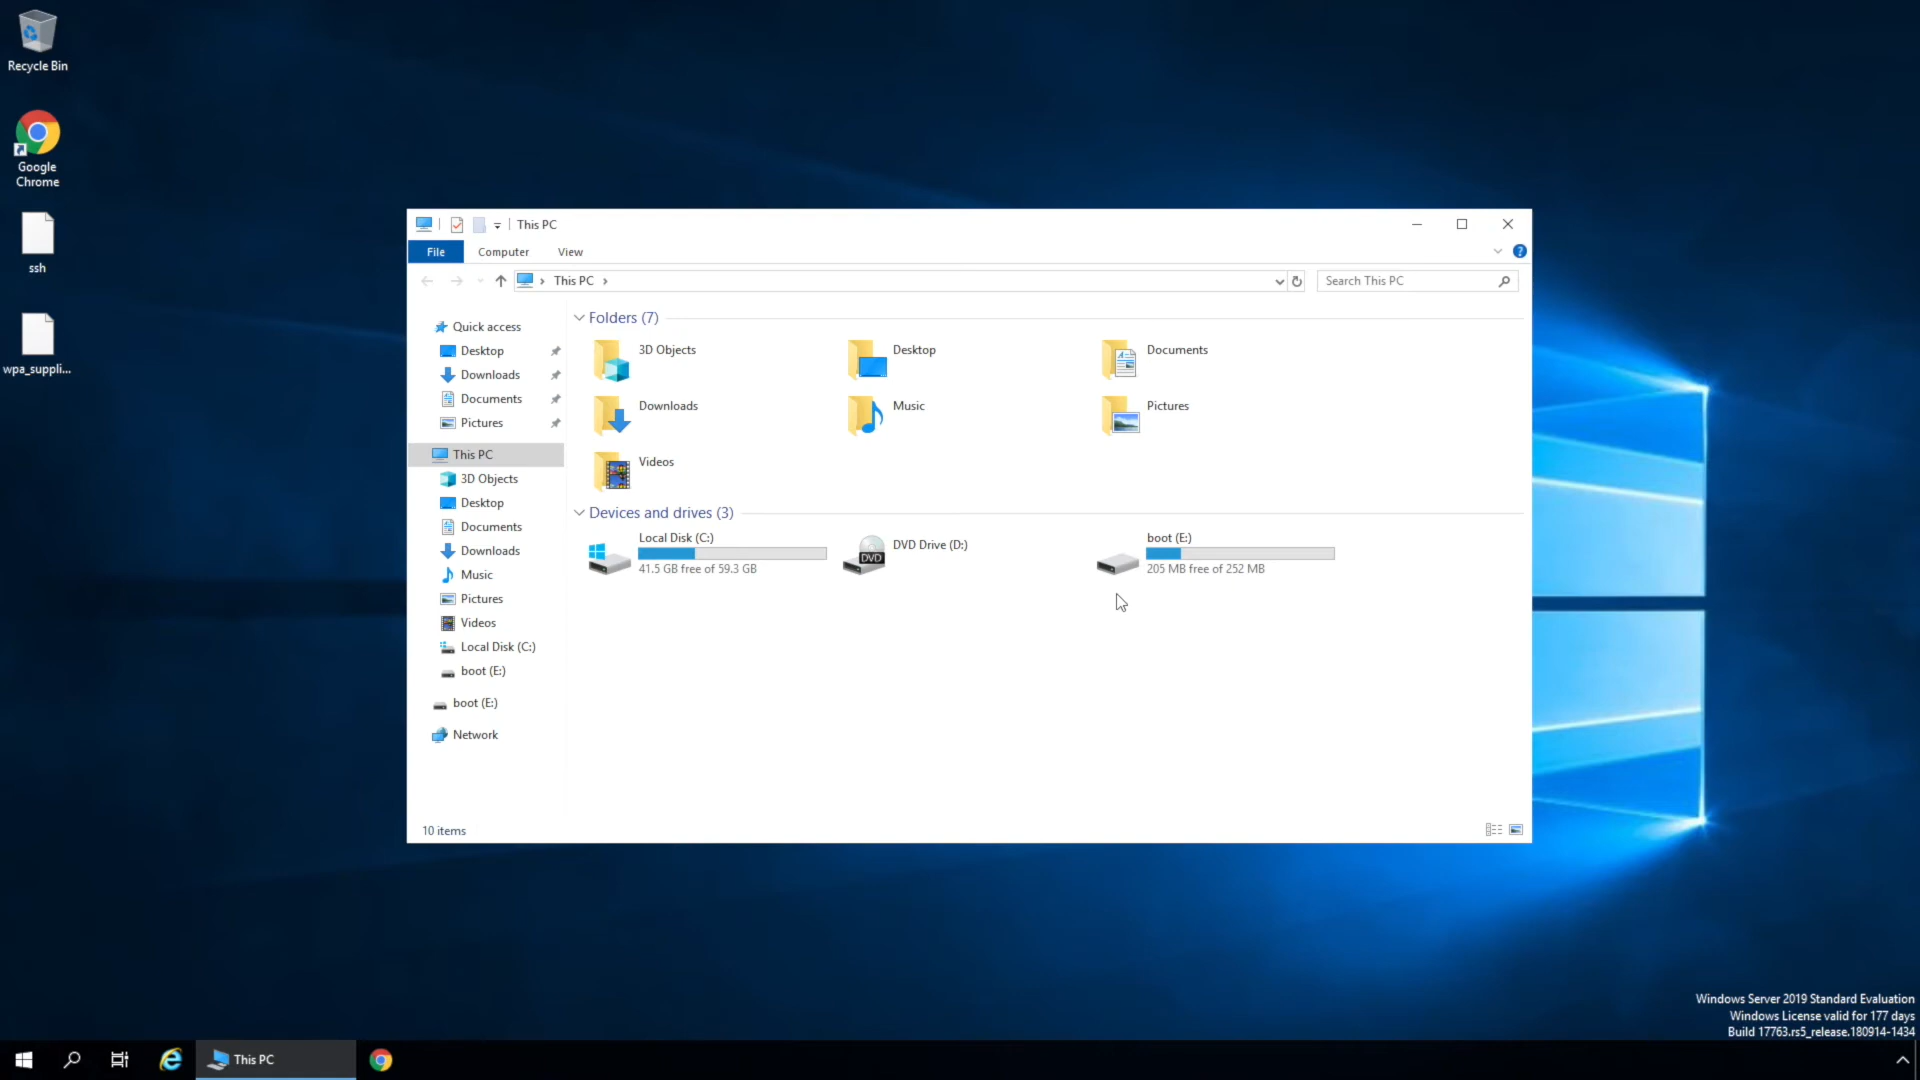 Recycle Bin
Google
Chrome
ssh
wpa_suppli...
This PC
File Computer View
?
This PC
Search This PC
Quick access
Desktop
Downloads
Documents
Pictures
This PC
3D Objects
Desktop
Documents
Downloads
Music
Pictures
Videos
Local Disk (C:)
boot (E:)
boot (E:)
Network
Folders (7)
3D Objects
Desktop
Documents
Downloads
Music
Pictures
Videos
Devices and drives (3)
Local Disk (C:)
41.5 GB free of 59.3 GB
DVD
DVD Drive (D:)
boot (E:)
205 MB free of 252 MB
10 items
Windows Server 2019 Standard Evaluation
Windows License valid for 177 days
Build 17763.rs5_release.180914-1434
This PC